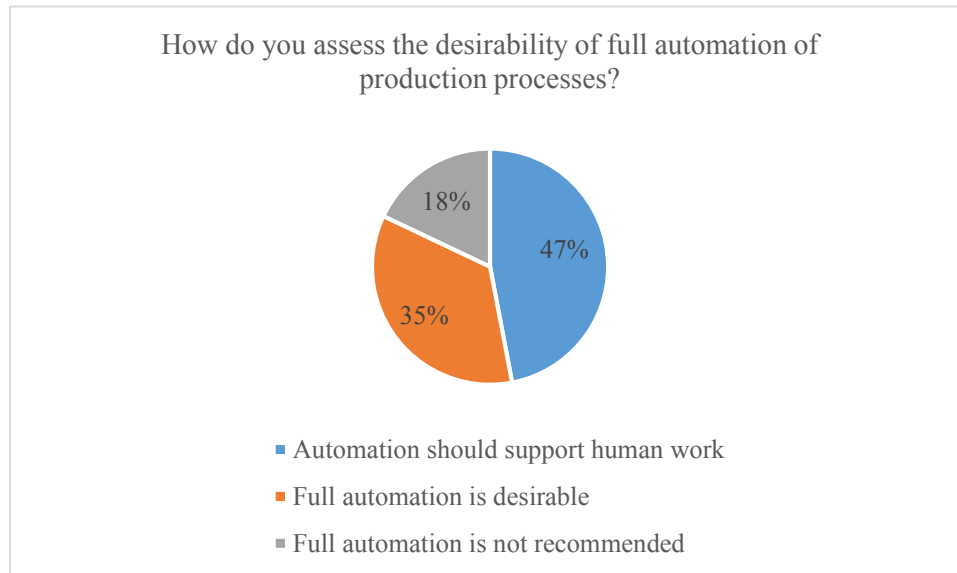 How do you assess the desirability of full automation of
production processes?
18%
47%
35%
Automation should support human work
Full automation is desirable
Full automation is not recommended